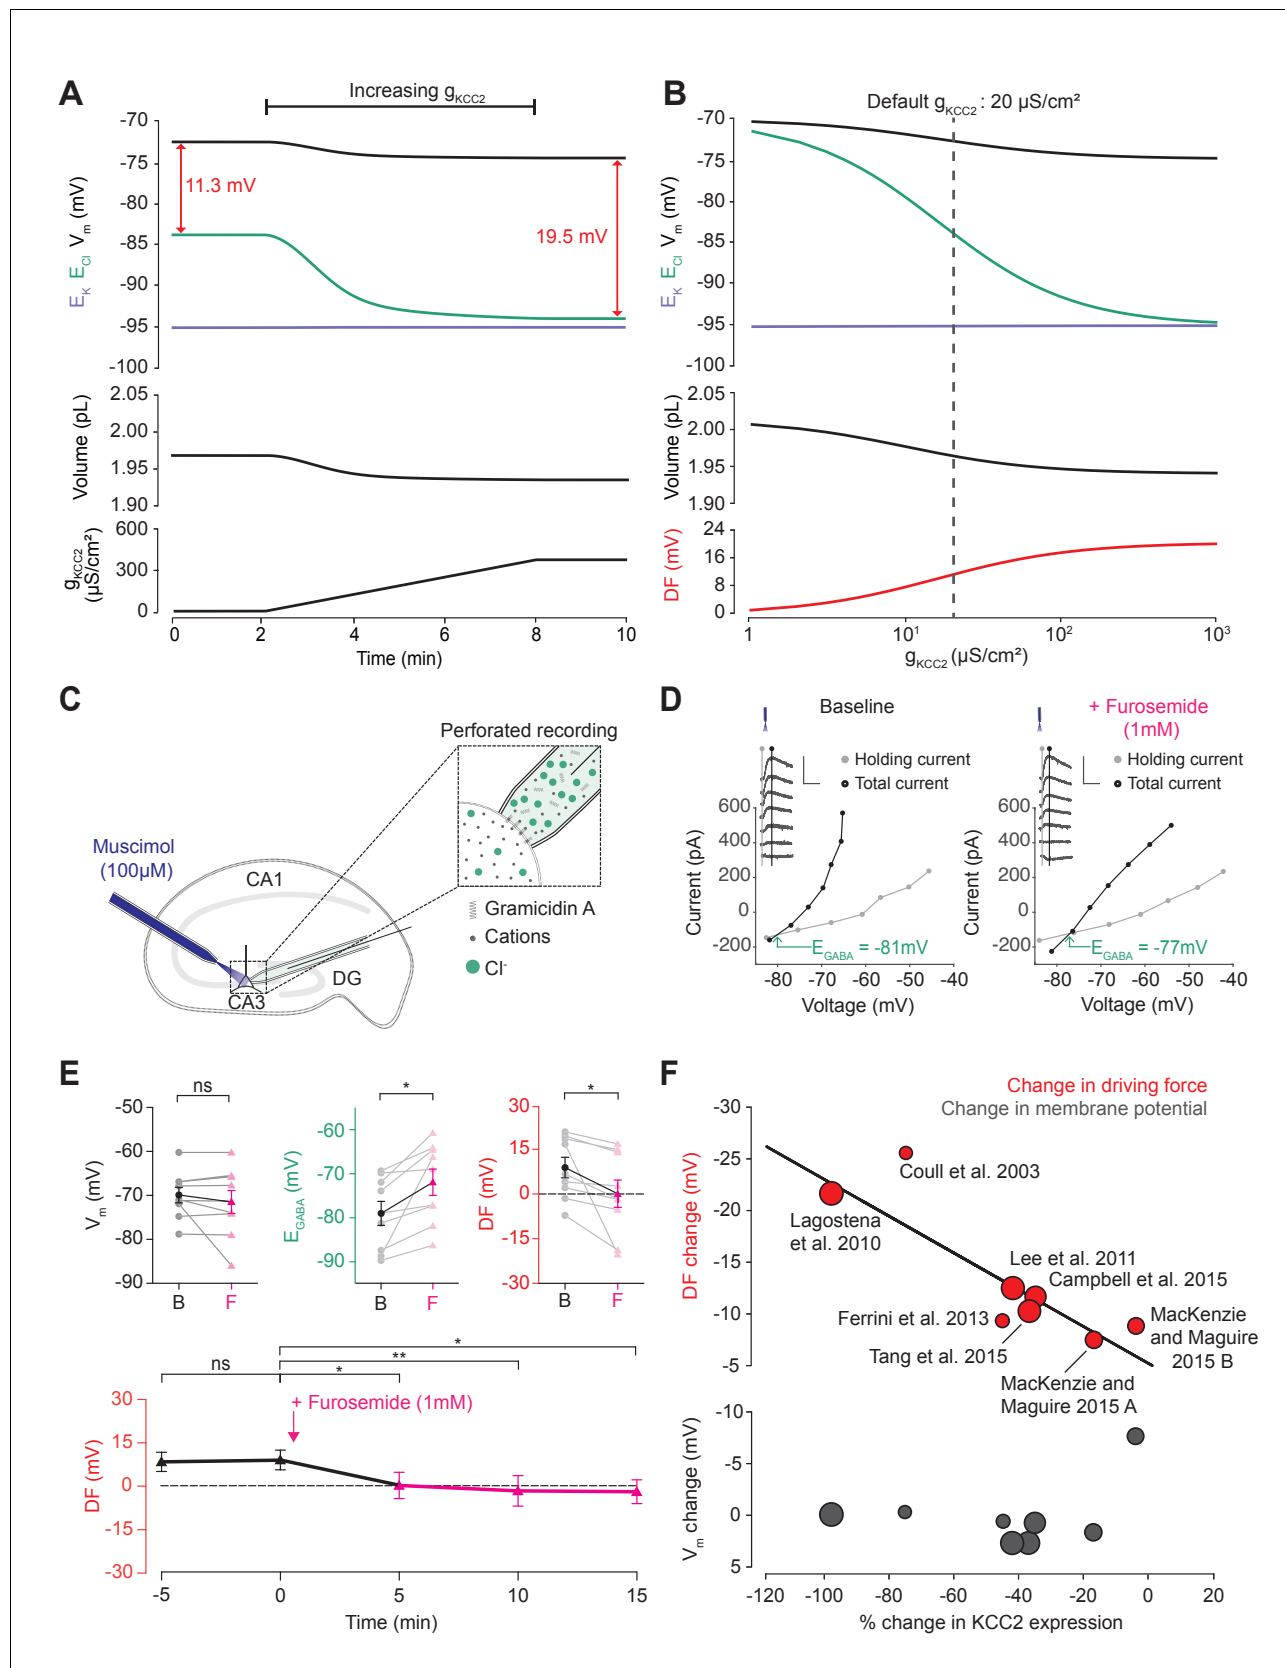 A
Increasing gKCC2
-70
-75
-80
-85
-90
-95
-100
EK ECl Vm (mV)
11.3 mV
19.5 mV
2.05
2.00
1.95
1.90
Volume (pL)
600
300
0
gKCC2
(µS/cm²)
0
2
4
6
8
10
Time (min)
B
Default gKCC2 : 20 µS/cm²
-70
-75
-80
-85
-90
-95
-100
EK ECl Vm (mV)
2.05
2.00
1.95
1.90
Volume (pL)
24
16
8
0
DF (mV)
1
10¹
10²
10³
gKCC2 (µS/cm²)
C
Perforated recording
Muscimol
(100µM)
CA1
CA3
DG
Gramicidin A
Cations
Cl-
D
Baseline
Holding current
Total current
600
400
200
0
-200
Current (pA)
EGABA = -81mV
-80
-70
-60
-50
-40
Voltage (mV)
+ Furosemide
(1mM)
Holding current
Total current
600
400
200
0
-200
Current (pA)
EGABA = -77mV
-80
-70
-60
-50
-40
Voltage (mV)
E
ns
-50
-60
-70
-80
-90
Vm (mV)
B
F
*
-60
-70
-80
-90
EGABA (mV)
B
F
*
30
15
0
-15
-30
DF (mV)
B
F
*
**
ns
*
+ Furosemide (1mM)
30
15
0
-15
-30
DF (mV)
-5
0
5
10
15
Time (min)
F
Change in driving force
Change in membrane potential
-30
-25
-20
-15
-10
-5
DF change (mV)
Coull et al. 2003
Lagostena
et al. 2010
Lee et al. 2011
Campbell et al. 2015
Ferrini et al. 2013
Tang et al. 2015
MacKenzie
and Maguire
2015 B
MacKenzie and
Maguire 2015 A
-10
-5
0
5
Vm change (mV)
-120
-100
-80
-60
-40
-20
0
20
% change in KCC2 expression